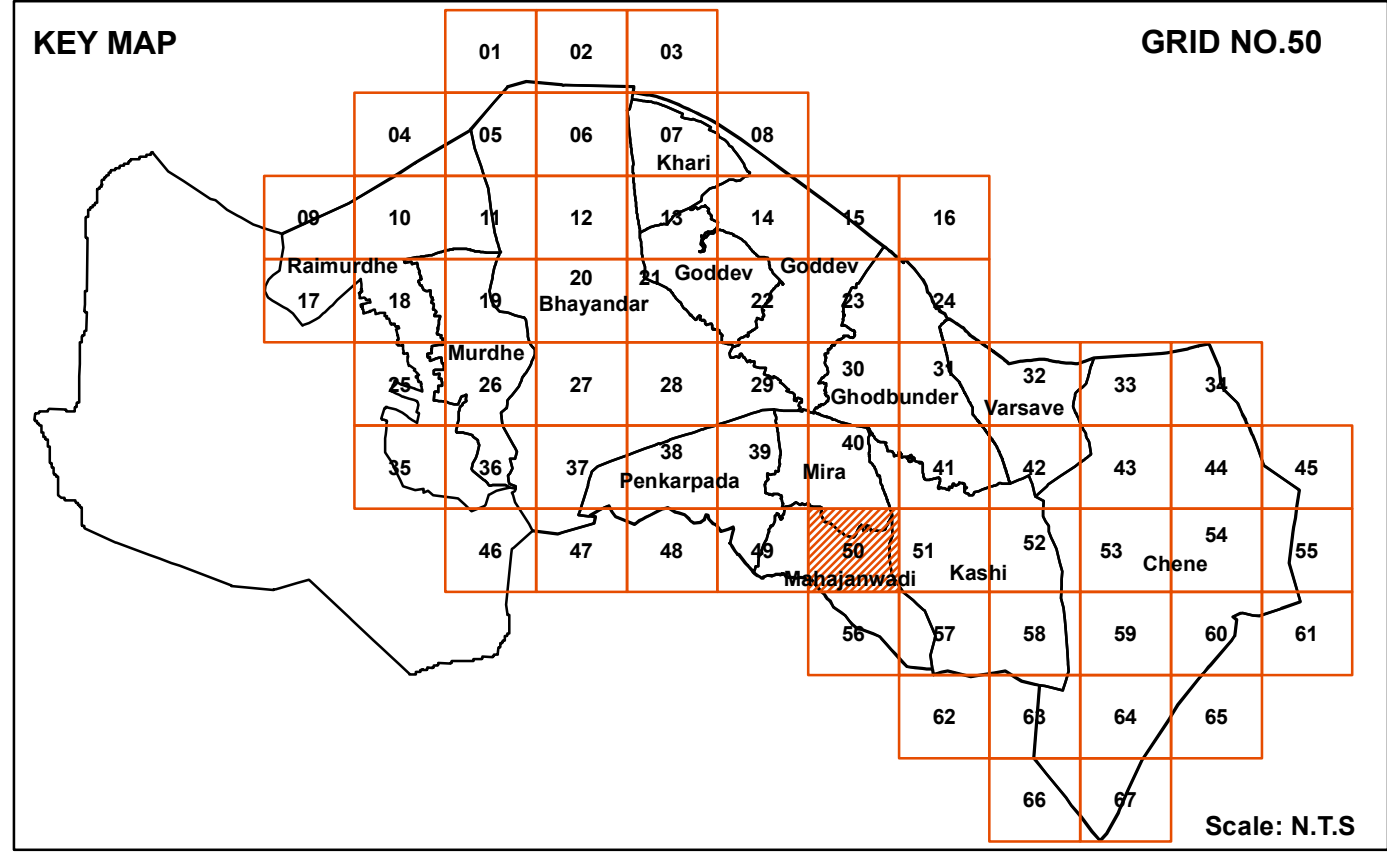 KEY MAP
GRID NO.50
01 02 03
04 05 06 07 08
Khari
09 10 11 12 13 14 15 16
Raimurdhe
Goddev
Goddev
17 18 19 20 21 22 23 24
Bhayandar
Murdhe
25 26 27 28 29 30 31 32 33 34
Ghodbunder
Varsave
35 36 37 38 39 40 41 42 43 44 45
Penkarpada
Mira
46 47 48 49 50 51 52 53 54 55
Mahajanwadi
Kashi
Chene
56 57 58 59 60 61
62 63 64 65
66 67
Scale: N.T.S